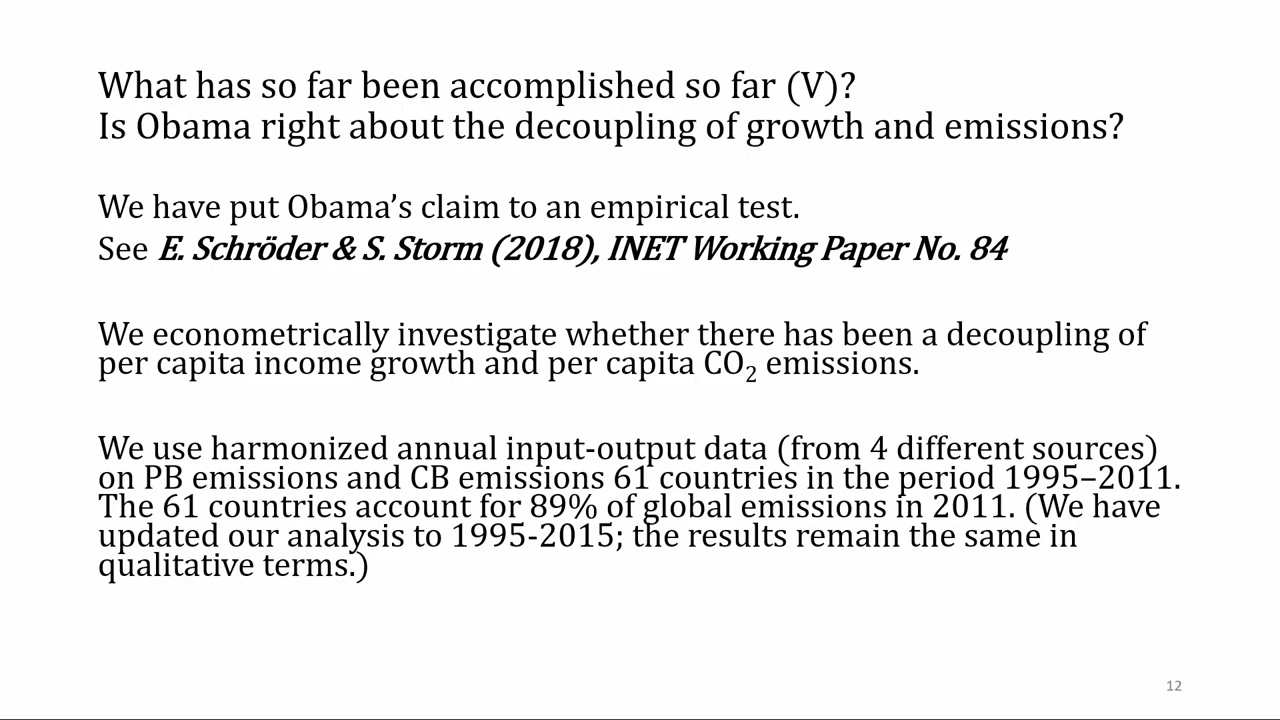 What has so far been accomplished so far (V)?
Is Obama right about the decoupling of growth and emissions?
We have put Obama’s claim to an empirical test.
See E. Schröder & S. Storm (2018), INET Working Paper No. 84
We econometrically investigate whether there has been a decoupling of
per capita income growth and per capita CO₂ emissions.
We use harmonized annual input-output data (from 4 different sources)
on PB emissions and CB emissions 61 countries in the period 1995–2011.
The 61 countries account for 89% of global emissions in 2011. (We have
updated our analysis to 1995-2015; the results remain the same in
qualitative terms.)
12